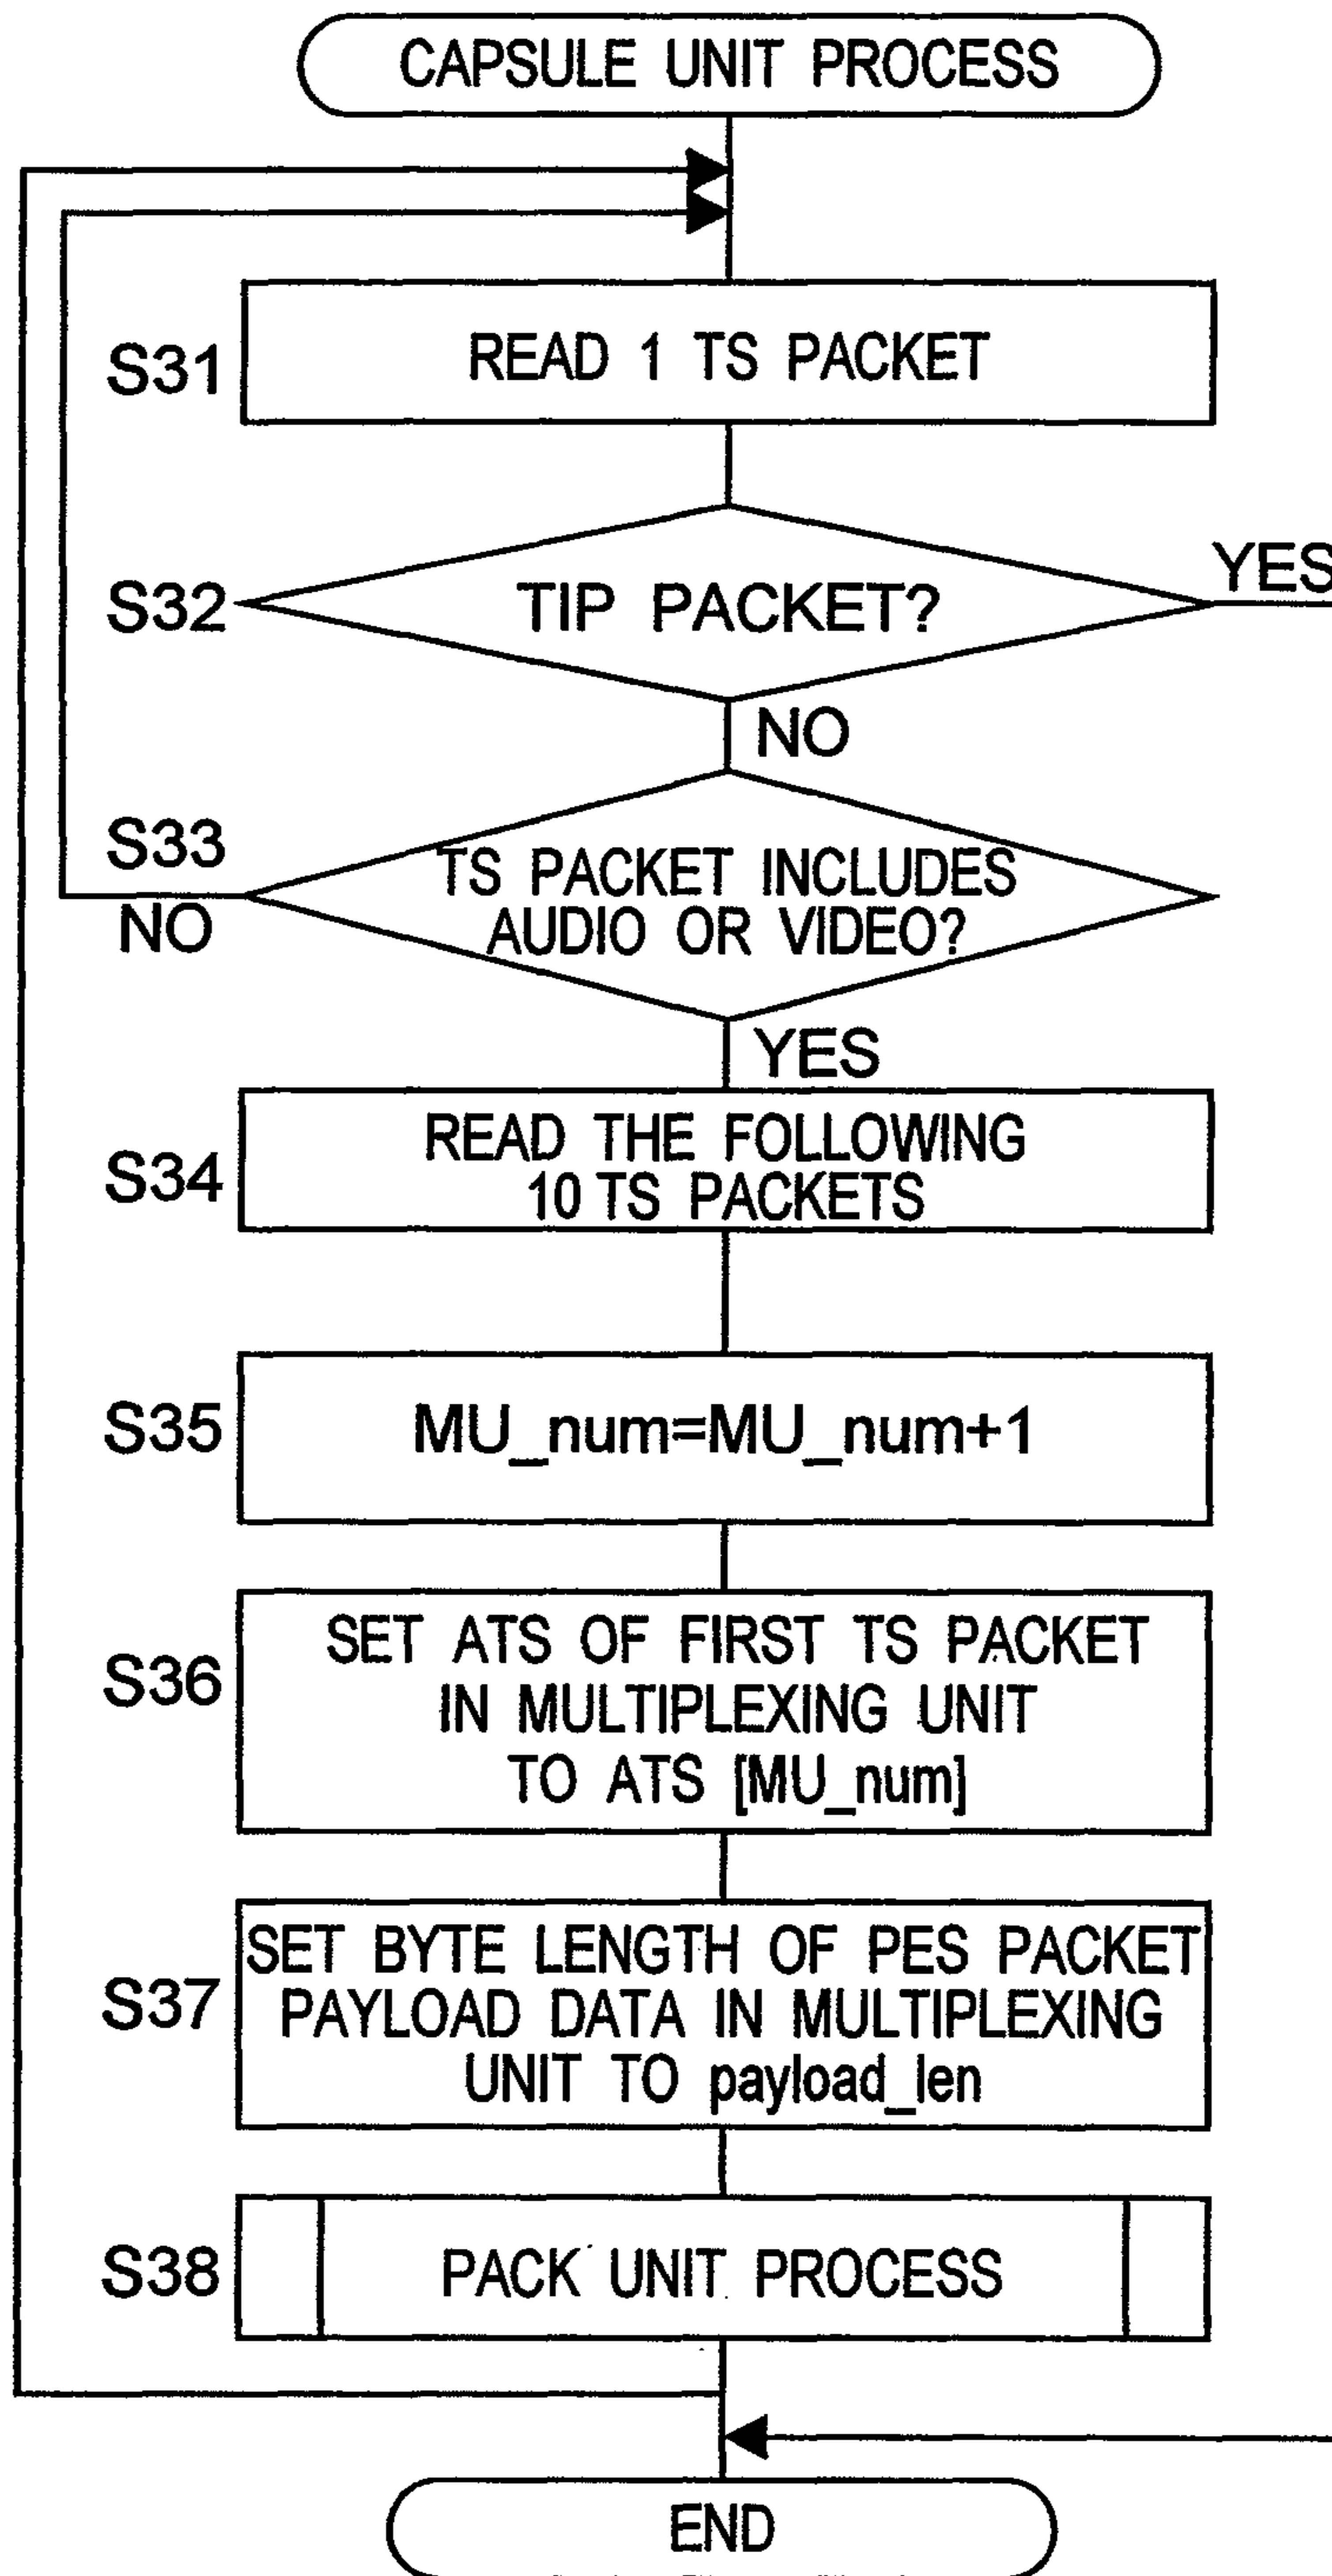 CAPSULE UNIT PROCESS
S31
READ 1 TS PACKET
S32
TIP PACKET?
YES
NO
S33
NO
TS PACKET INCLUDES
AUDIO OR VIDEO?
YES
S34
READ THE FOLLOWING
10 TS PACKETS
S35
MU_num=MU_num+1
S36
SET ATS OF FIRST TS PACKET
IN MULTIPLEXING UNIT
TO ATS [MU_num]
S37
SET BYTE LENGTH OF PES PACKET
PAYLOAD DATA IN MULTIPLEXING
UNIT TO payload_len
S38
PACK UNIT PROCESS
END